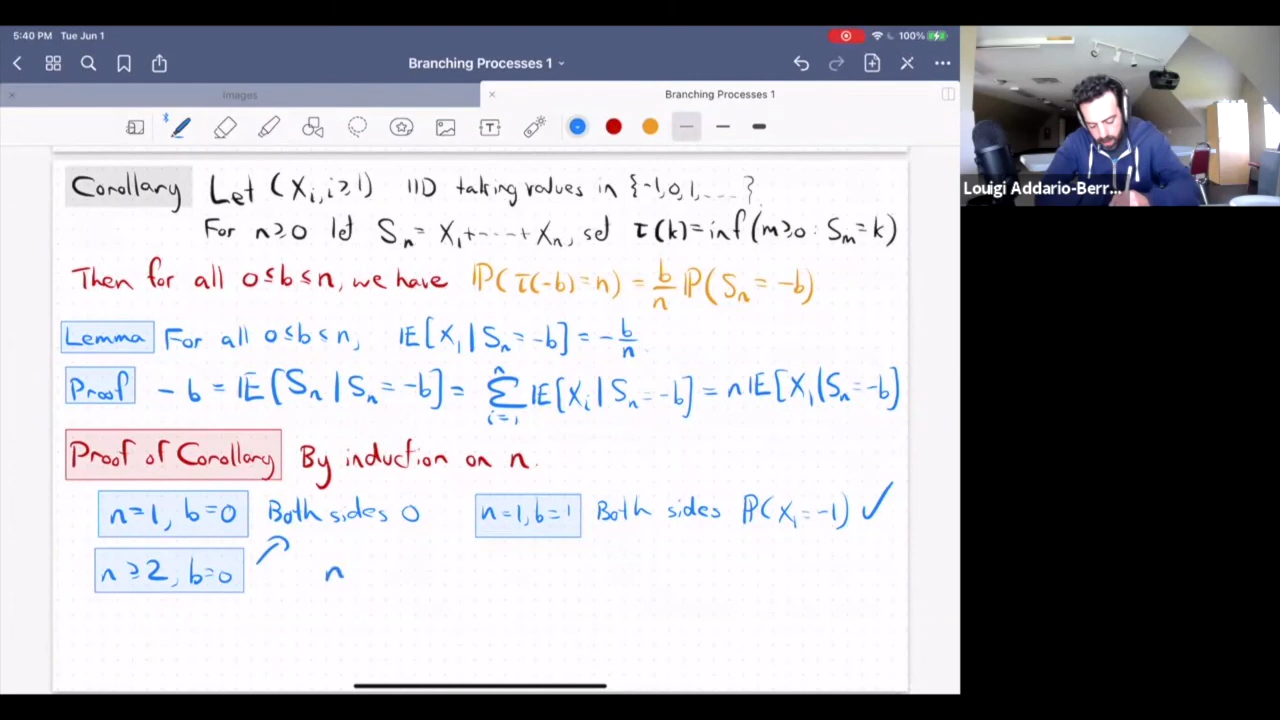 5:40 PM Tue Jun 1
100%
Branching Processes 1
Images
Branching Processes 1
Corollary Let (X_i, i≥1) IID taking values in {-1,0,1,.....}
For n≥0 let S_n = X_1+----+X_n, set τ(k)=inf(m≥0: S_m=k)
Then for all 0≤b≤n, we have P(τ(-b)=n) = b/n P(S_n = -b)
Lemma For all 0≤b≤n, E[X_1 | S_n = -b] = - b/n.
Proof -b = E[S_n | S_n = -b] = ∑_{i=1}^n E[X_i | S_n = -b] = n E[X_1 | S_n = -b]
Proof of Corollary By induction on n.
n=1, b=0 Both sides 0 n=1, b=1 Both sides P(X_1=-1) ✓
n≥2, b=0 n
Louigi Addario-Berr...